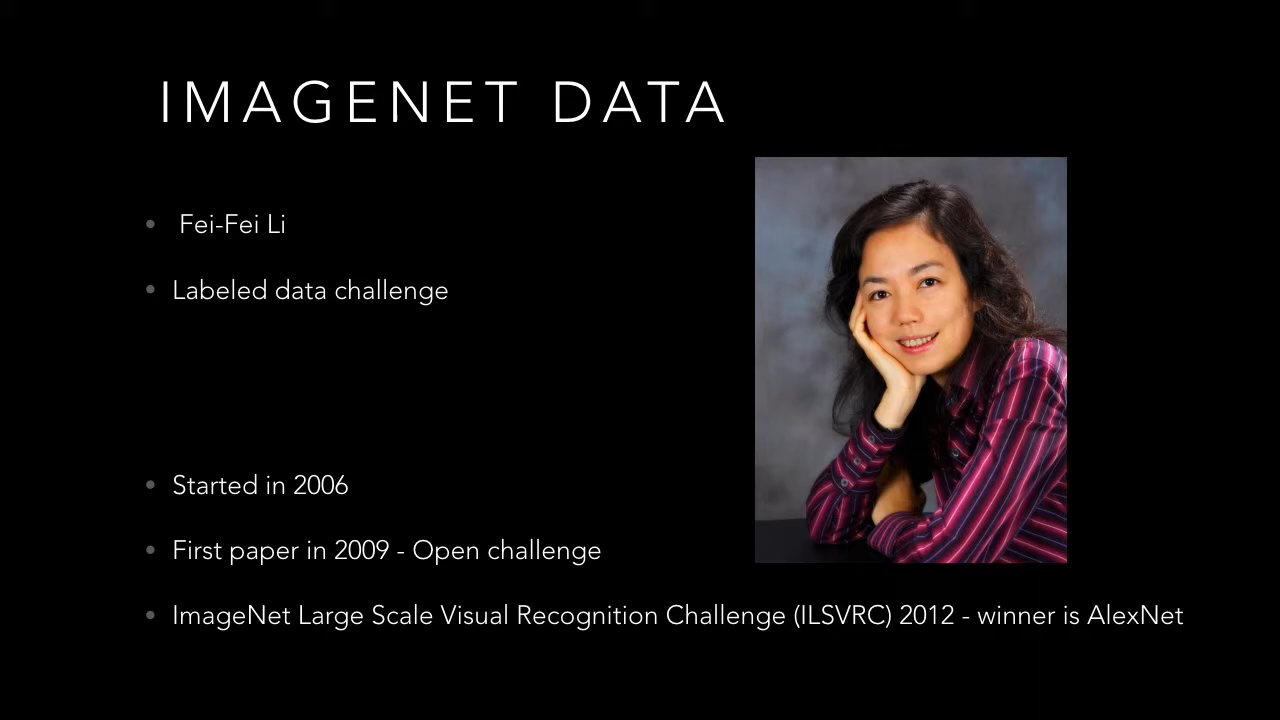 IMAGENET DATA
• Fei-Fei Li
• Labeled data challenge
• Started in 2006
• First paper in 2009 - Open challenge
• ImageNet Large Scale Visual Recognition Challenge (ILSVRC) 2012 - winner is AlexNet